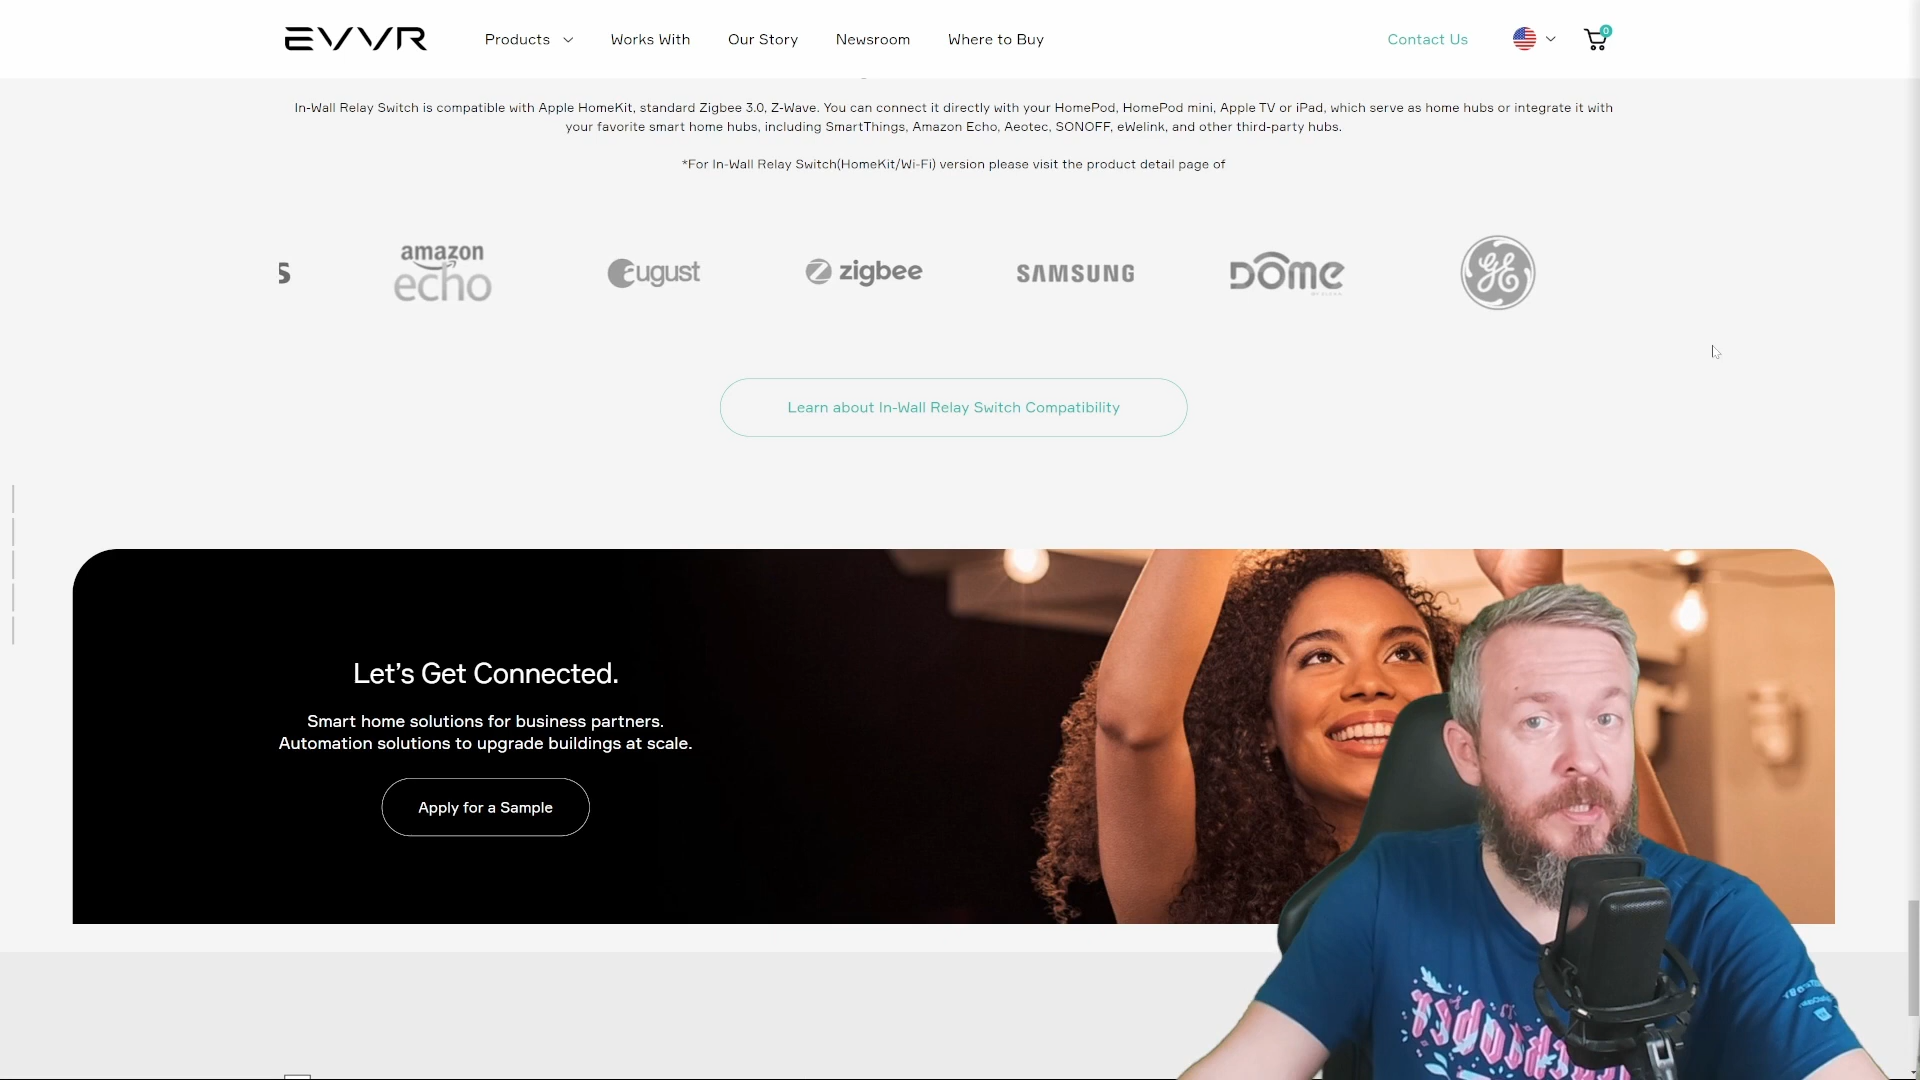 EVVR
Products
Works With
Our Story
Newsroom
Where to Buy
Contact Us
0
In-Wall Relay Switch is compatible with Apple HomeKit, standard Zigbee 3.0, Z-Wave. You can connect it directly with your HomePod, HomePod mini, Apple TV or iPad, which serve as home hubs or integrate it with
your favorite smart home hubs, including SmartThings, Amazon Echo, Aeotec, SONOFF, eWelink, and other third-party hubs.
*For In-Wall Relay Switch(HomeKit/Wi-Fi) version please visit the product detail page of
s
amazon
echo
august
zigbee
SAMSUNG
DOME
GE
Learn about In-Wall Relay Switch Compatibility
Let’s Get Connected.
Smart home solutions for business partners.
Automation solutions to upgrade buildings at scale.
Apply for a Sample